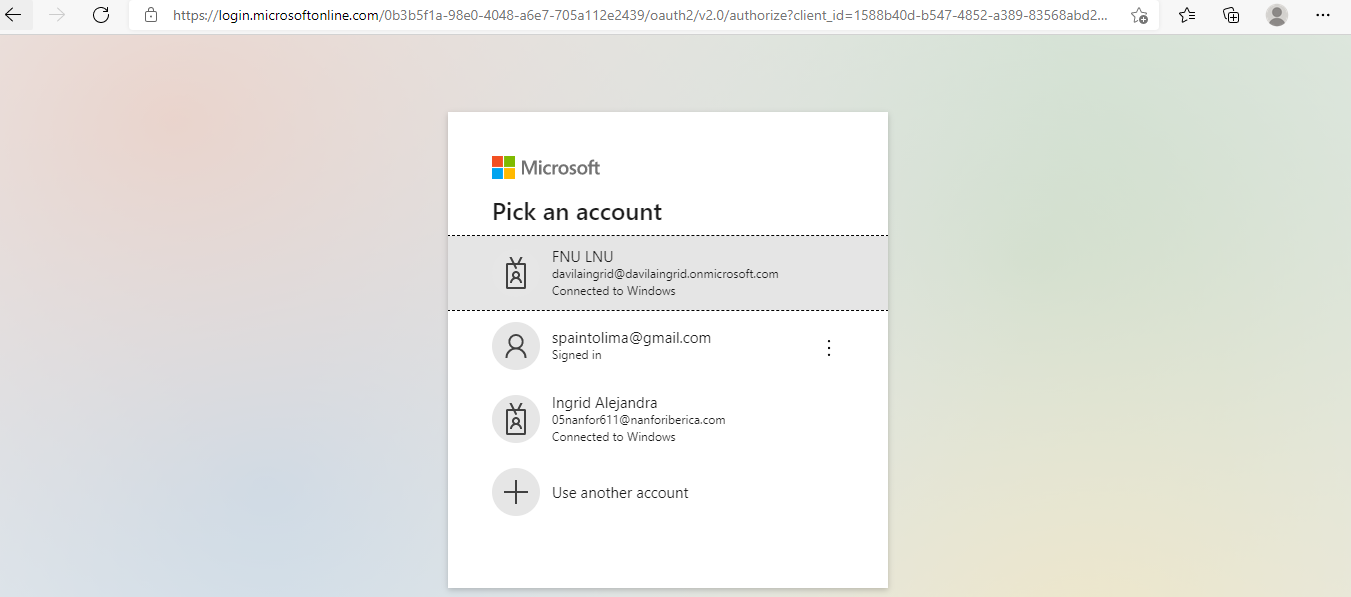 https://login.microsoftonline.com/0b3b5f1a-98e0-4048-a6e7-705a112e2439/oauth2/v2.0/authorize?client_id=1588b40d-b547-4852-a389-83568abd2...
Microsoft
Pick an account
FNU LNU
davilaingrid@davilaingrid.onmicrosoft.com
Connected to Windows
spaintolima@gmail.com
Signed in
Ingrid Alejandra
05nanfor611@nanforiberica.com
Connected to Windows
Use another account